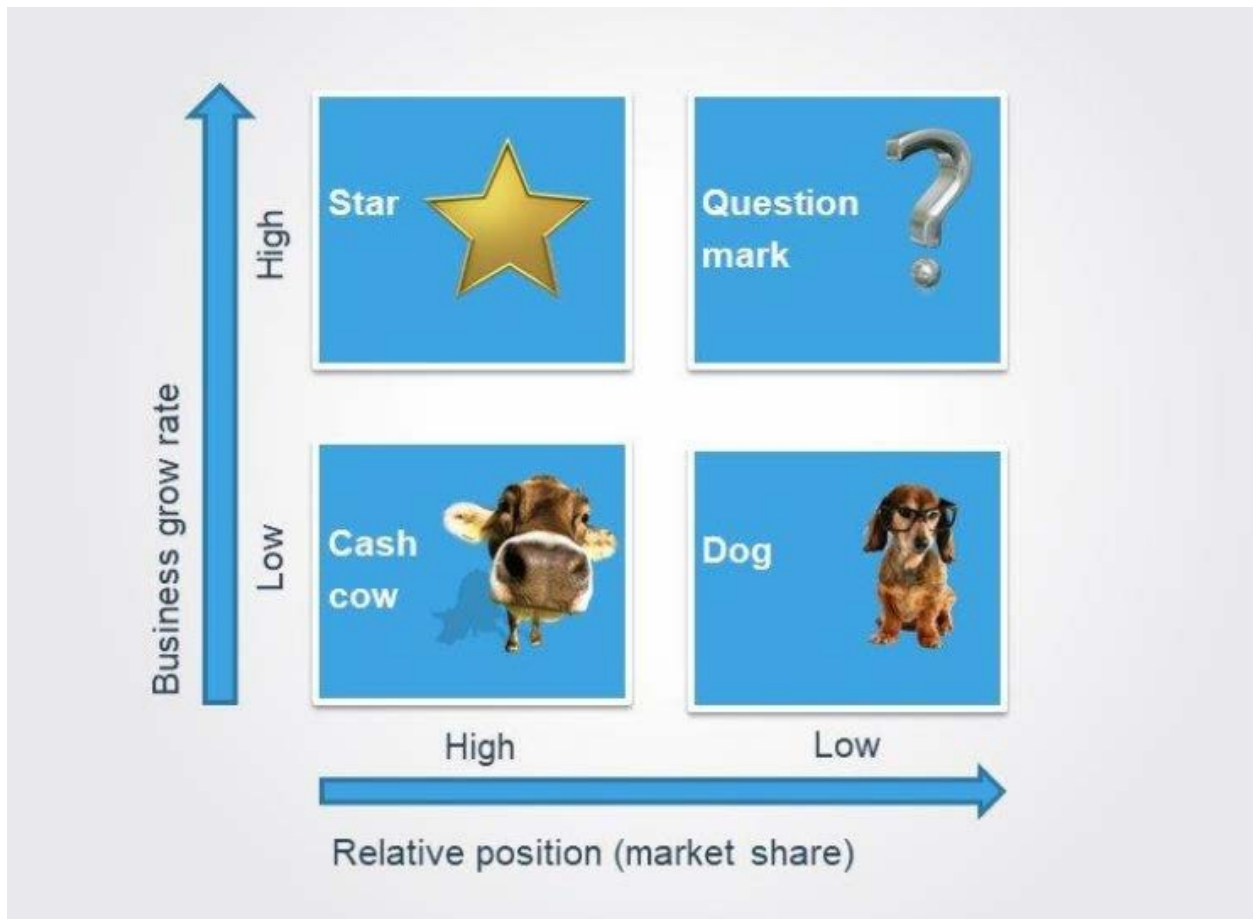 Business grow rate
High
Low
Star
Question
mark
Cash
cow
Dog
High
Low
Relative position (market share)